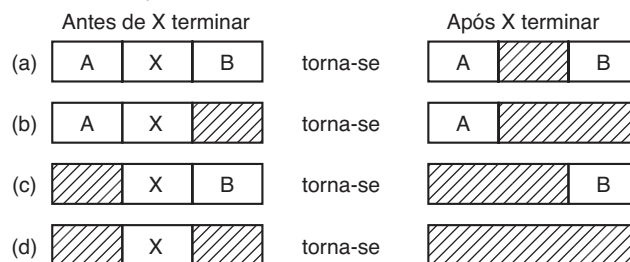 Antes de X terminar Após X terminar
(a) A X B torna-se A B
(b) A X torna-se A
(c) X B torna-se B
(d) X torna-se